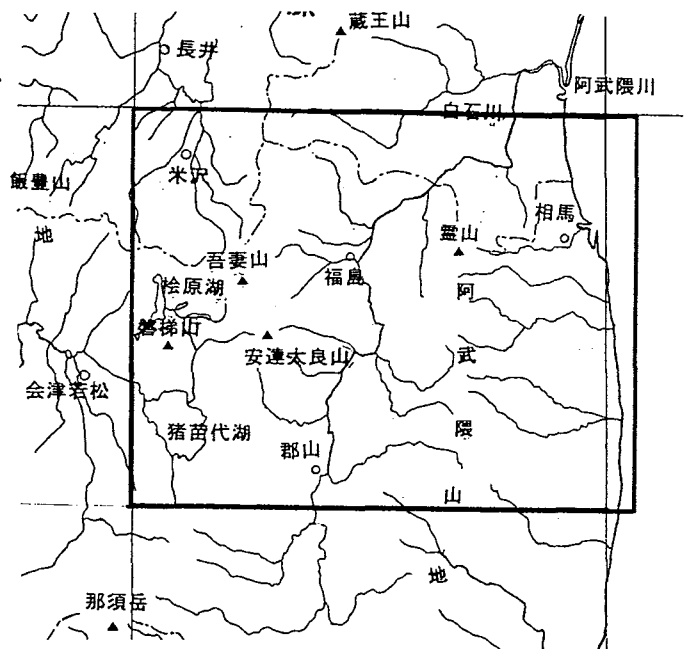 蔵王山
長井
阿武隈川
白石川
米沢
飯豊山
地
相馬
霊山
吾妻山
福島
桧原湖
阿
磐梯山
安達太良山
武
会津若松
猪苗代湖
隈
郡山
山
地
那須岳